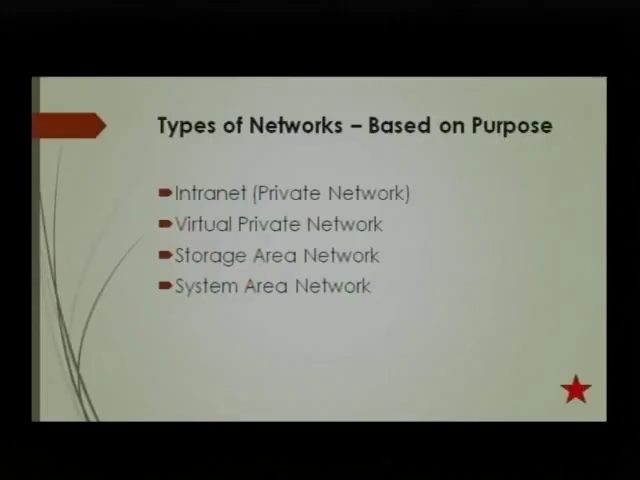 Types of Networks – Based on Purpose
Intranet (Private Network)
Virtual Private Network
Storage Area Network
System Area Network